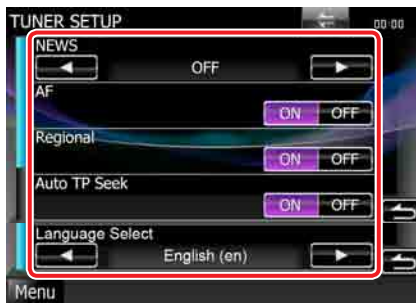 TUNER SETUP 00:00
NEWS
OFF
AF
ON OFF
Regional
ON OFF
Auto TP Seek
ON OFF
Language Select
English (en)
Menu